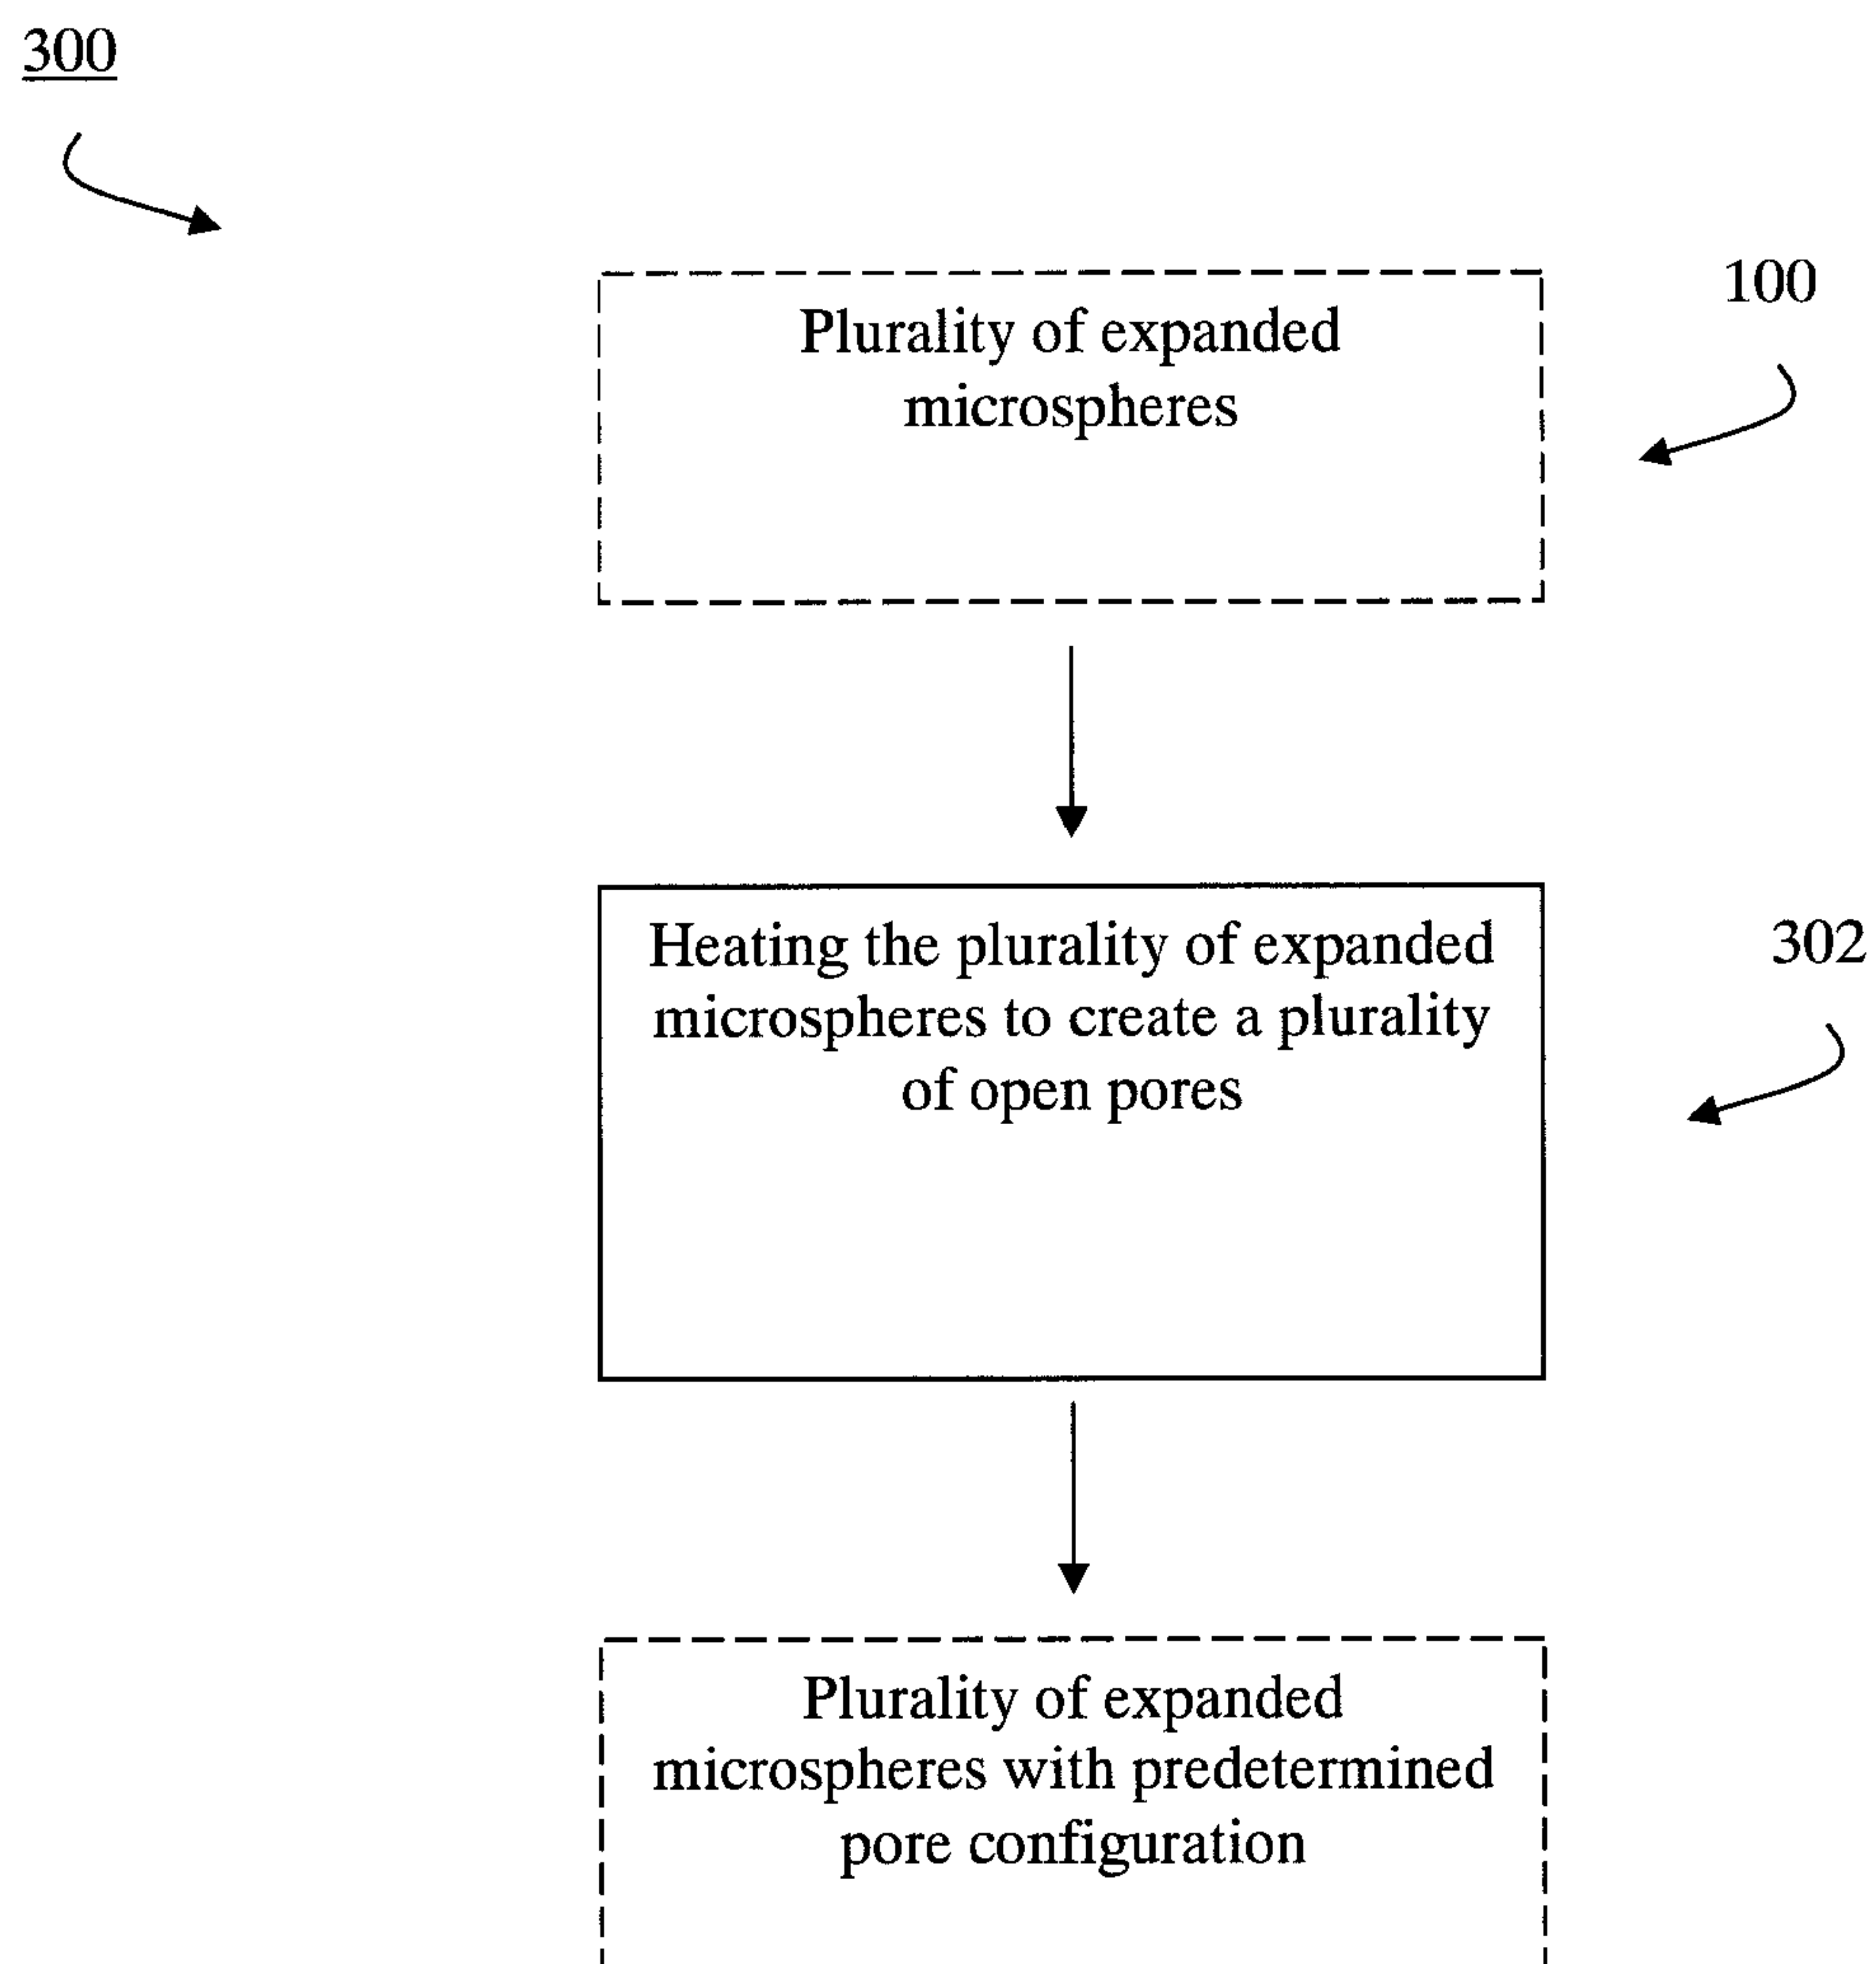 300
100
Plurality of expanded
microspheres
302
Heating the plurality of expanded
microspheres to create a plurality
of open pores
Plurality of expanded
microspheres with predetermined
pore configuration